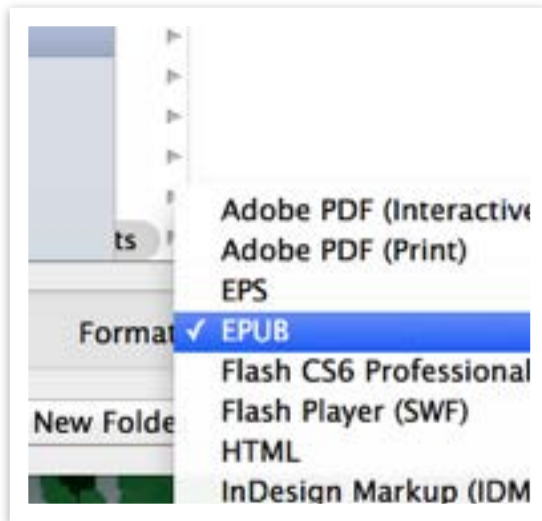 Adobe PDF (Interactive
ts
Adobe PDF (Print)
EPS
Format
✓ EPUB
Flash CS6 Professional
Flash Player (SWF)
New Folde
HTML
InDesign Markup (IDM